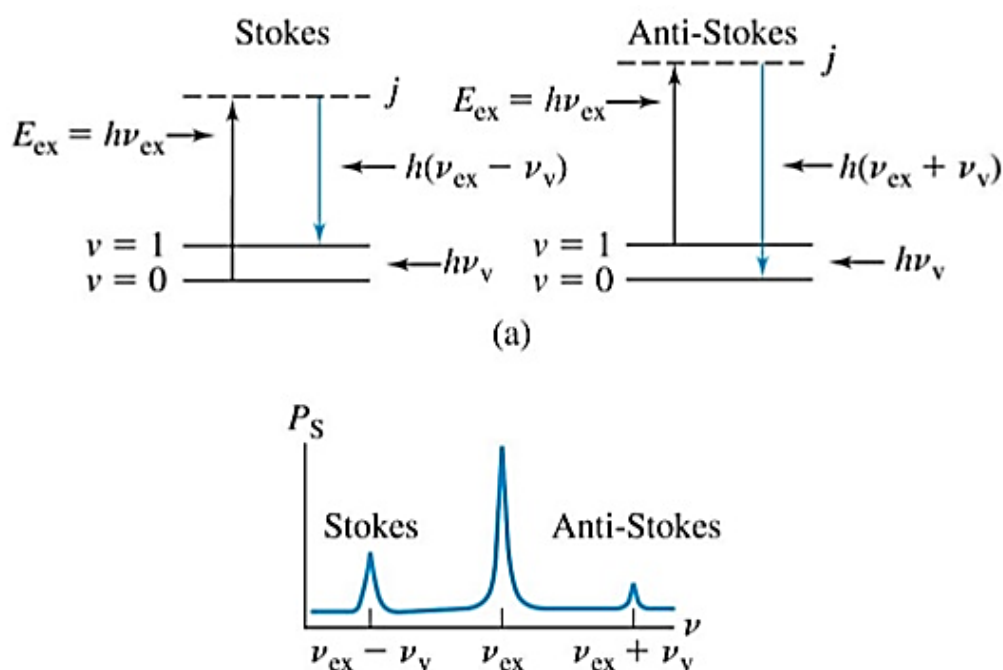 Stokes
Anti-Stokes
j
j
E_ex = hν_ex
E_ex = hν_ex
h(ν_ex − ν_v)
h(ν_ex + ν_v)
v = 1
v = 0
hν_v
v = 1
v = 0
hν_v
(a)
P_S
Stokes
Anti-Stokes
ν
ν_ex − ν_v
ν_ex
ν_ex + ν_v